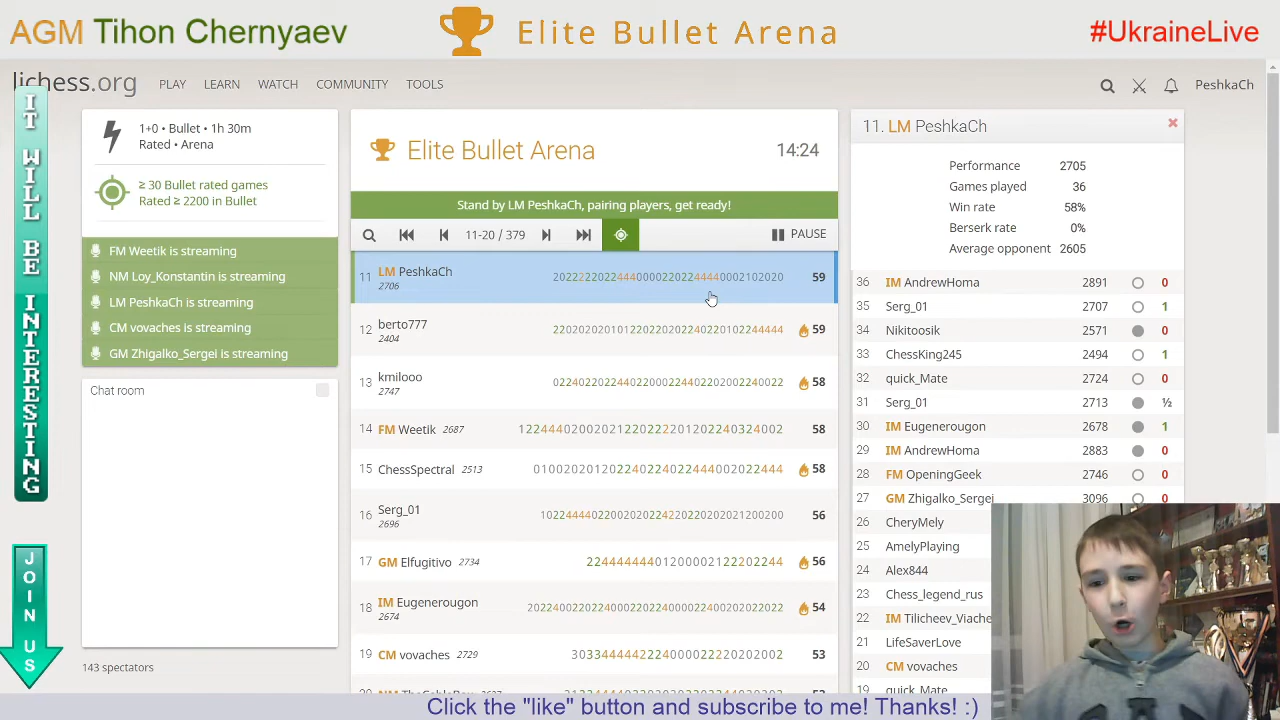 AGM Tihon Chernyaev
Elite Bullet Arena
#UkraineLive
lichess.org
PLAY LEARN WATCH COMMUNITY TOOLS
PeshkaCh
IT WILL BE INTERESTING
JOIN US
1+0 • Bullet • 1h 30m
Rated • Arena
≥ 30 Bullet rated games
Rated ≥ 2200 in Bullet
FM Weetik is streaming
NM Loy_Konstantin is streaming
LM PeshkaCh is streaming
CM vovaches is streaming
GM Zhigalko_Sergei is streaming
Chat room
143 spectators
Elite Bullet Arena 14:24
Stand by LM PeshkaCh, pairing players, get ready!
11-20 / 379 PAUSE
11 LM PeshkaCh 2706 59
12 berto777 2404 59
13 kmilooo 2747 58
14 FM Weetik 2687 58
15 ChessSpectral 2513 58
16 Serg_01 2696 56
17 GM Elfugitivo 2734 56
18 IM Eugenerougon 2674 54
19 CM vovaches 2729 53
11. LM PeshkaCh
Performance 2705
Games played 36
Win rate 58%
Berserk rate 0%
Average opponent 2605
36 IM AndrewHoma 2891 0
35 Serg_01 2707 1
34 Nikitoosik 2571 0
33 ChessKing245 2494 1
32 quick_Mate 2724 0
31 Serg_01 2713 ½
30 IM Eugenerougon 2678 1
29 IM AndrewHoma 2883 0
28 FM OpeningGeek 2746 0
27 GM Zhigalko_Sergei 3096 0
26 CheryMely
25 AmelyPlaying
24 Alex844
23 Chess_legend_rus
22 IM Tilicheev_Viache
21 LifeSaverLove
20 CM vovaches
19 quick_Mate
Click the "like" button and subscribe to me! Thanks! :)